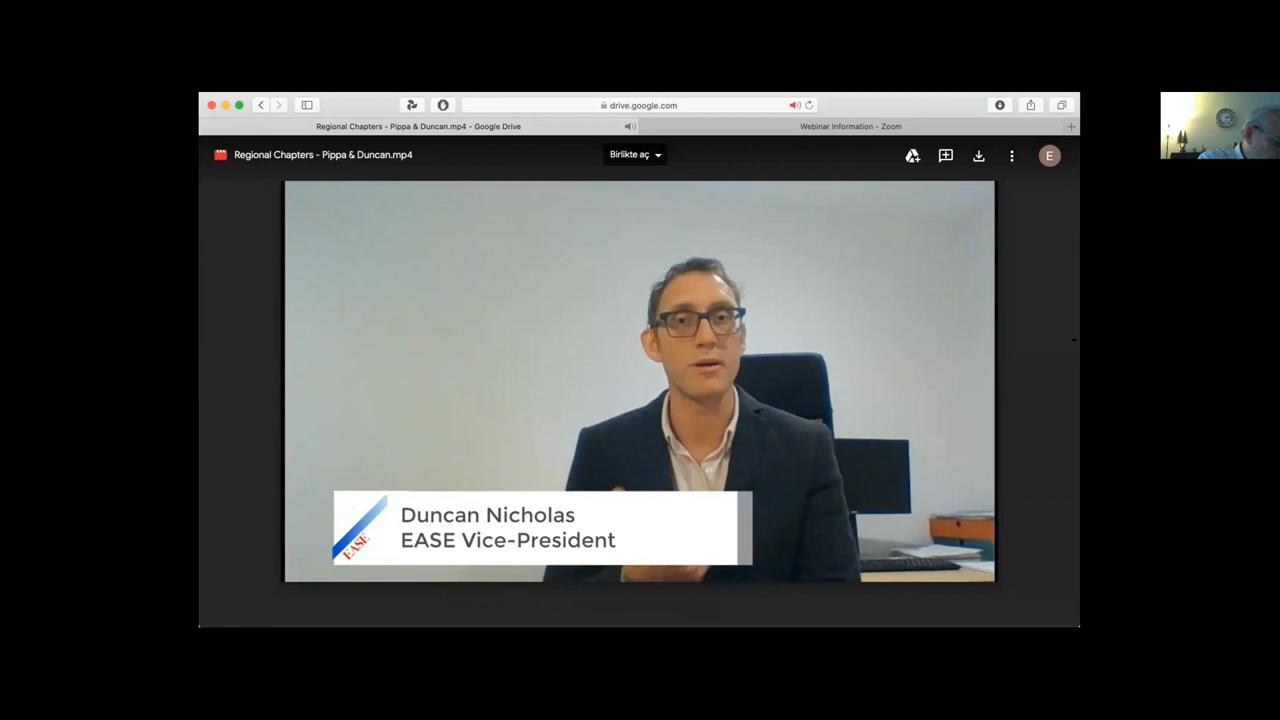 drive.google.com
Regional Chapters - Pippa & Duncan.mp4 - Google Drive
Webinar Information - Zoom
Regional Chapters - Pippa & Duncan.mp4
Birlikte aç
E
Duncan Nicholas
EASE Vice-President
EASE